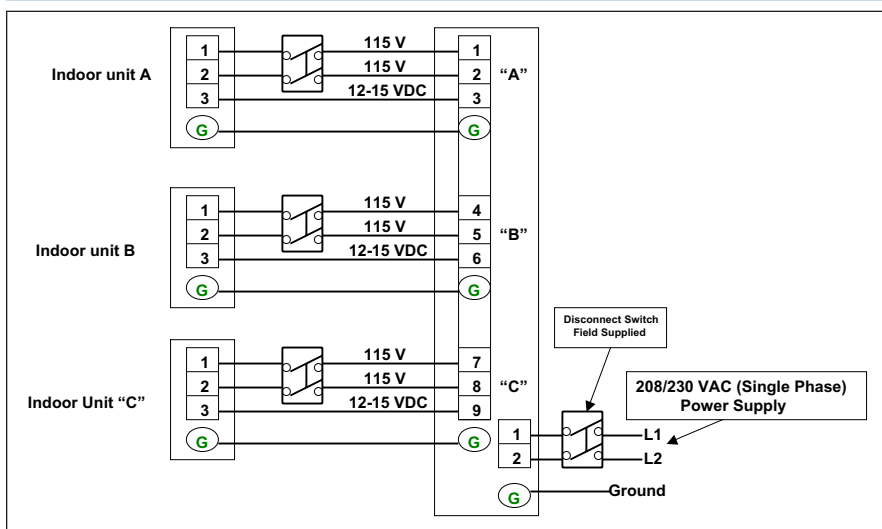 1 115 V 1
Indoor unit A 2 115 V 2 “A”
3 12-15 VDC 3
G G
1 115 V 4
2 115 V 5 “B”
Indoor unit B 3 12-15 VDC 6
G G
Disconnect Switch
Field Supplied
1 115 V 7
2 115 V 8 “C”
Indoor Unit “C” 3 12-15 VDC 9
208/230 VAC (Single Phase)
Power Supply
G G 1 L1
2 L2
G Ground